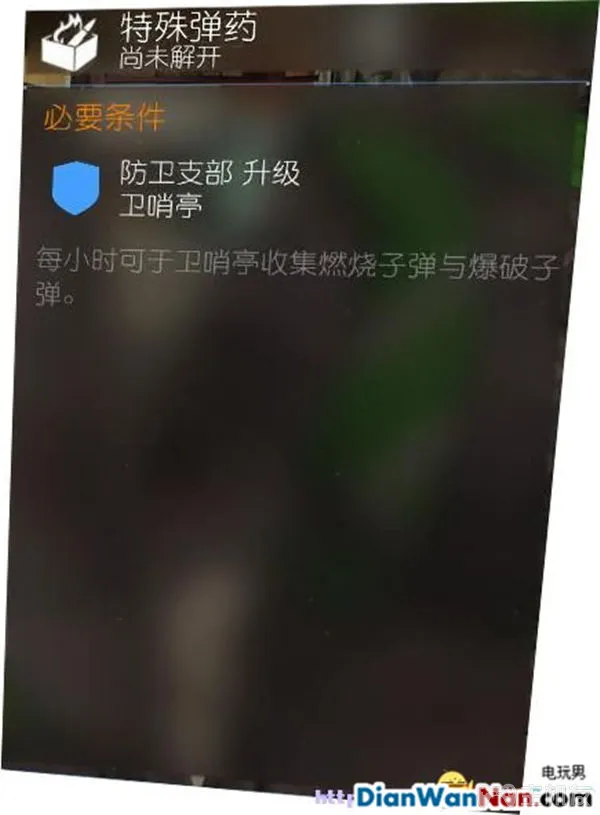 特殊弹药
尚未解开
必要条件
防卫支部 升级
卫哨亭
每小时可于卫哨亭收集燃烧子弹与爆破子
弹。
电玩男
DianWanNan.com